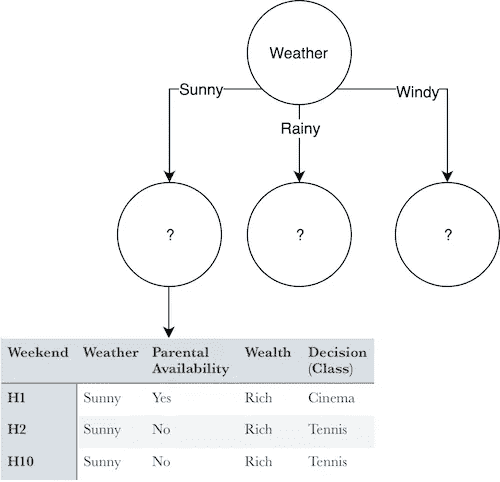 Weather
Sunny
Windy
Rainy
? ? ?
Weekend Weather Parental Availability Wealth Decision (Class)
H1 Sunny Yes Rich Cinema
H2 Sunny No Rich Tennis
H10 Sunny No Rich Tennis